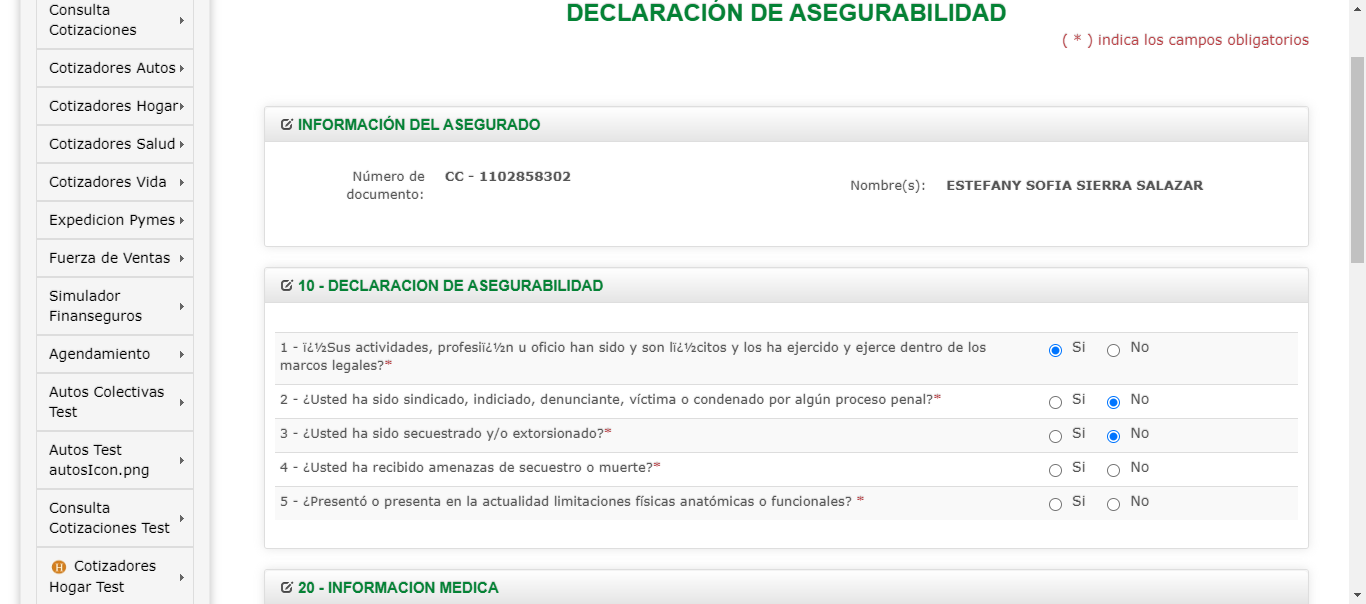 Consulta
Cotizaciones
Cotizadores Autos
Cotizadores Hogar
Cotizadores Salud
Cotizadores Vida
Expedicion Pymes
Fuerza de Ventas
Simulador
Finanseguros
Agendamiento
Autos Colectivas
Test
Autos Test
autosIcon.png
Consulta
Cotizaciones Test
H Cotizadores
Hogar Test
DECLARACIÓN DE ASEGURABILIDAD
( * ) indica los campos obligatorios
INFORMACIÓN DEL ASEGURADO
Número de documento: CC - 1102858302
Nombre(s): ESTEFANY SOFIA SIERRA SALAZAR
10 - DECLARACION DE ASEGURABILIDAD
1 - ï¿½Sus actividades, profesiï¿½n u oficio han sido y son lï¿½citos y los ha ejercido y ejerce dentro de los
marcos legales?* Si No
2 - ¿Usted ha sido sindicado, indiciado, denunciante, víctima o condenado por algún proceso penal?* Si No
3 - ¿Usted ha sido secuestrado y/o extorsionado?* Si No
4 - ¿Usted ha recibido amenazas de secuestro o muerte?* Si No
5 - ¿Presentó o presenta en la actualidad limitaciones físicas anatómicas o funcionales? * Si No
20 - INFORMACION MEDICA